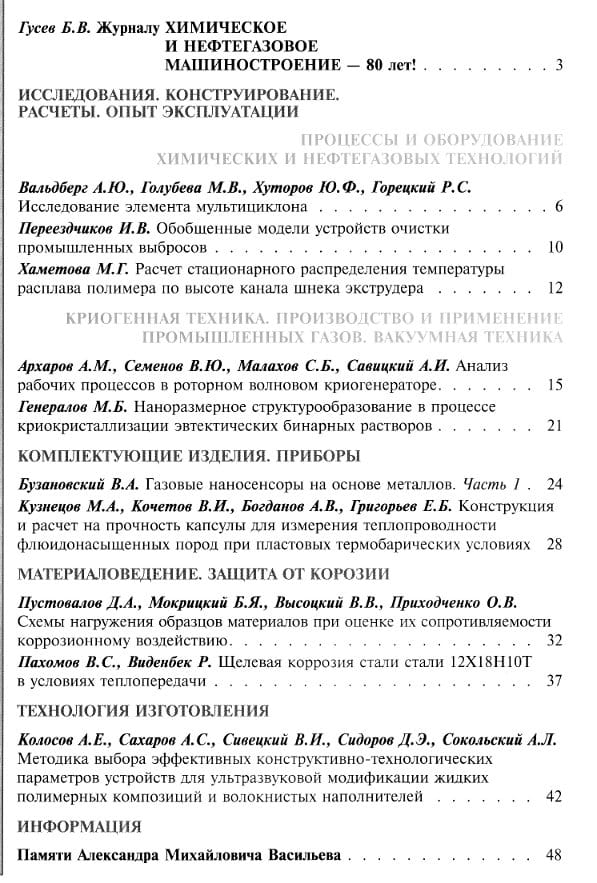 Гусев Б.В. Журналу ХИМИЧЕСКОЕ
И НЕФТЕГАЗОВОЕ
МАШИНОСТРОЕНИЕ — 80 лет! . . . . . . . . 3
ИССЛЕДОВАНИЯ. КОНСТРУИРОВАНИЕ.
РАСЧЕТЫ. ОПЫТ ЭКСПЛУАТАЦИИ
ПРОЦЕССЫ И ОБОРУДОВАНИЕ
ХИМИЧЕСКИХ И НЕФТЕГАЗОВЫХ ТЕХНОЛОГИЙ
Вальдберг А.Ю., Голубева М.В., Хуторов Ю.Ф., Горецкий Р.С.
Исследование элемента мультициклона . . . . . . . . . . . . . . 6
Переездчиков И.В. Обобщенные модели устройств очистки
промышленных выбросов . . . . . . . . . . . . . . . . . . . . 10
Хаметова М.Г. Расчет стационарного распределения температуры
расплава полимера по высоте канала шнека экструдера . . . . . . . 12
КРИОГЕННАЯ ТЕХНИКА. ПРОИЗВОДСТВО И ПРИМЕНЕНИЕ
ПРОМЫШЛЕННЫХ ГАЗОВ. ВАКУУМНАЯ ТЕХНИКА
Архаров А.М., Семенов В.Ю., Малахов С.Б., Савицкий А.И. Анализ
рабочих процессов в роторном волновом криогенераторе. . . . . . . 15
Генералов М.Б. Наноразмерное структурообразование в процессе
криокристаллизации эвтектических бинарных растворов . . . . . . . 21
КОМПЛЕКТУЮЩИЕ ИЗДЕЛИЯ. ПРИБОРЫ
Бузановский В.А. Газовые наносенсоры на основе металлов. Часть 1 . 24
Кузнецов М.А., Кочетов В.И., Богданов А.В., Григорьев Е.Б. Конструкция
и расчет на прочность капсулы для измерения теплопроводности
флюидонасыщенных пород при пластовых термобарических условиях 28
МАТЕРИАЛОВЕДЕНИЕ. ЗАЩИТА ОТ КОРОЗИИ
Пустовалов Д.А., Мокрицкий Б.Я., Высоцкий В.В., Приходченко О.В.
Схемы нагружения образцов материалов при оценке их сопротивляемости
коррозионному воздействию. . . . . . . . . . . . . . . . . . . 32
Пахомов В.С., Виденбек Р. Щелевая коррозия стали стали 12Х18Н10Т
в условиях теплопередачи . . . . . . . . . . . . . . . . . . . . 37
ТЕХНОЛОГИЯ ИЗГОТОВЛЕНИЯ
Колосов А.Е., Сахаров А.С., Сивецкий В.И., Сидоров Д.Э., Сокольский А.Л.
Методика выбора эффективных конструктивно-технологических
параметров устройств для ультразвуковой модификации жидких
полимерных композиций и волокнистых наполнителей . . . . . . . 42
ИНФОРМАЦИЯ
Памяти Александра Михайловича Васильева . . . . . . . . . . . . 48